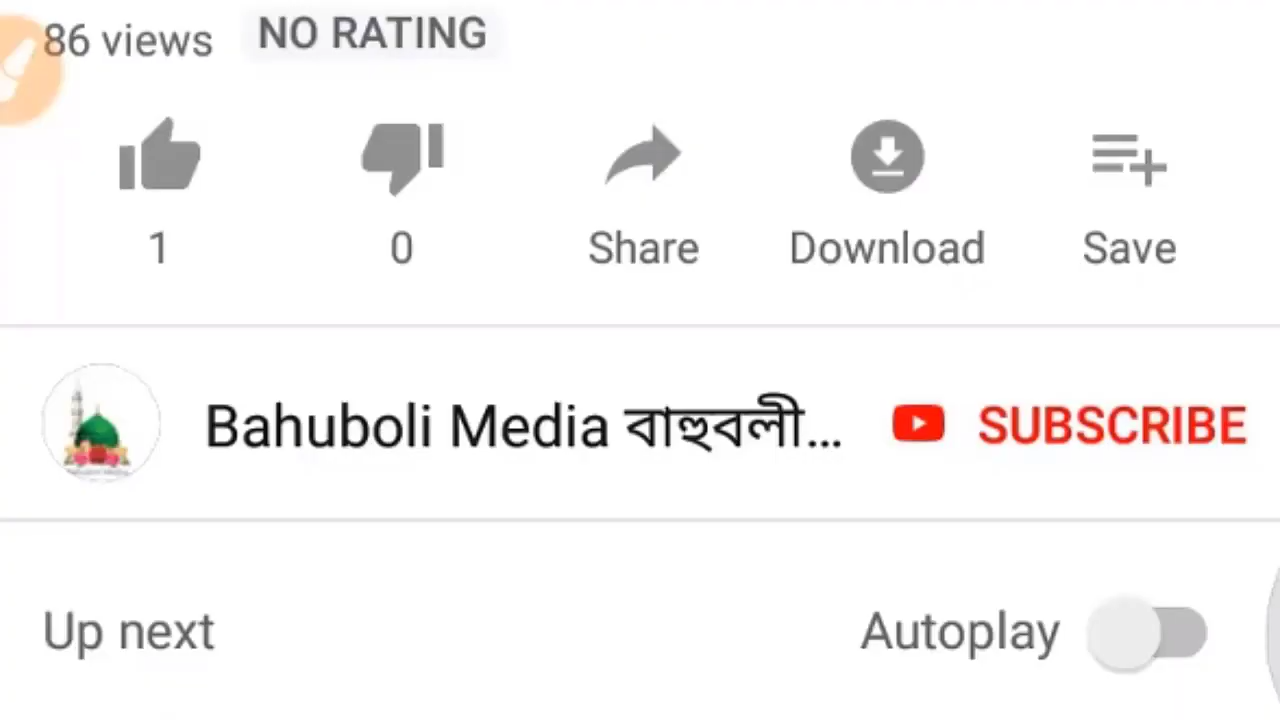 86 views NO RATING
1 0 Share Download Save
Bahuboli Media বাহুবলী... SUBSCRIBE
Up next Autoplay